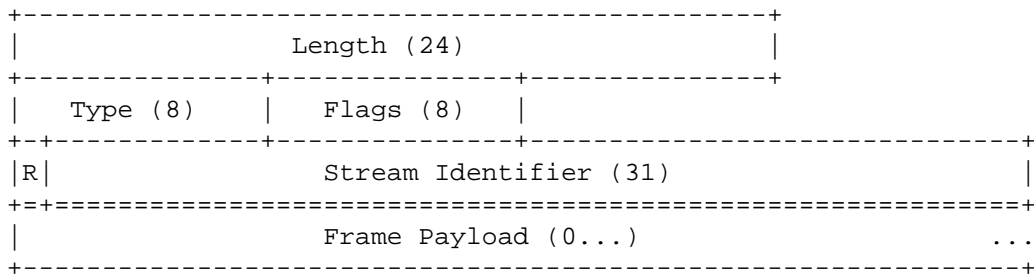 +-----------------------------------------------+
|                 Length (24)                   |
+---------------+---------------+---------------+
|   Type (8)    |   Flags (8)   |
+-+-------------+---------------+-------------------------------+
|R|                 Stream Identifier (31)                      |
+=+=============================================================+
|                   Frame Payload (0...)                      ...
+---------------------------------------------------------------+